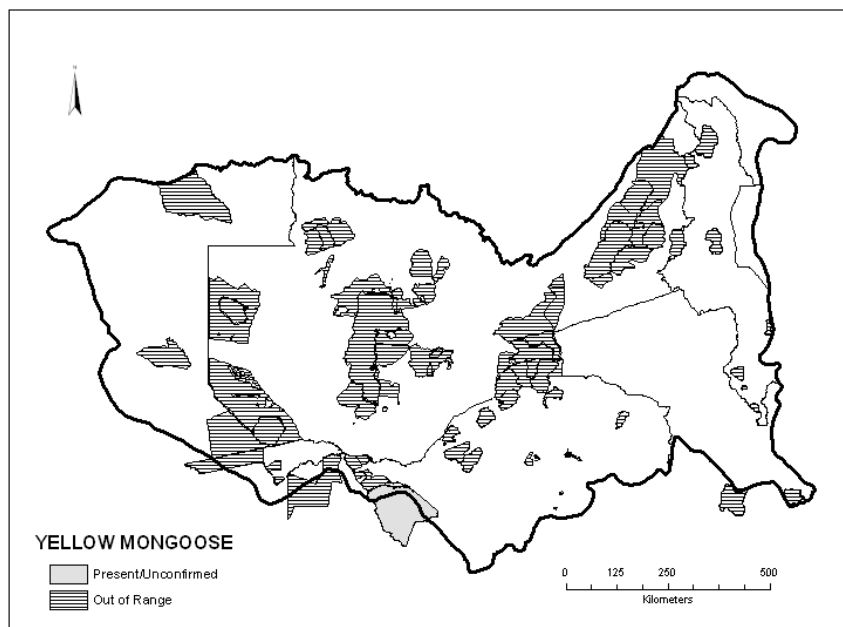 N
YELLOW MONGOOSE
Present/Unconfirmed
Out of Range
0 125 250 500
Kilometers